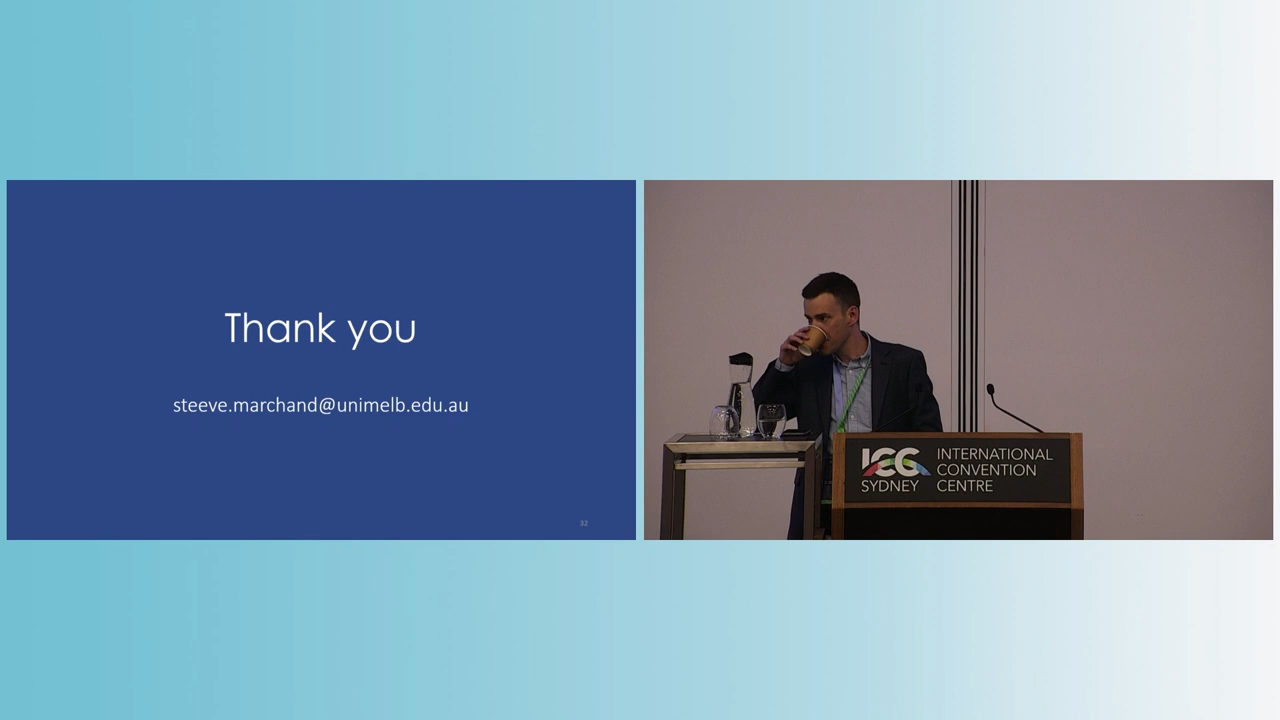 Thank you
steeve.marchand@unimelb.edu.au
32
ICC
SYDNEY
INTERNATIONAL
CONVENTION
CENTRE